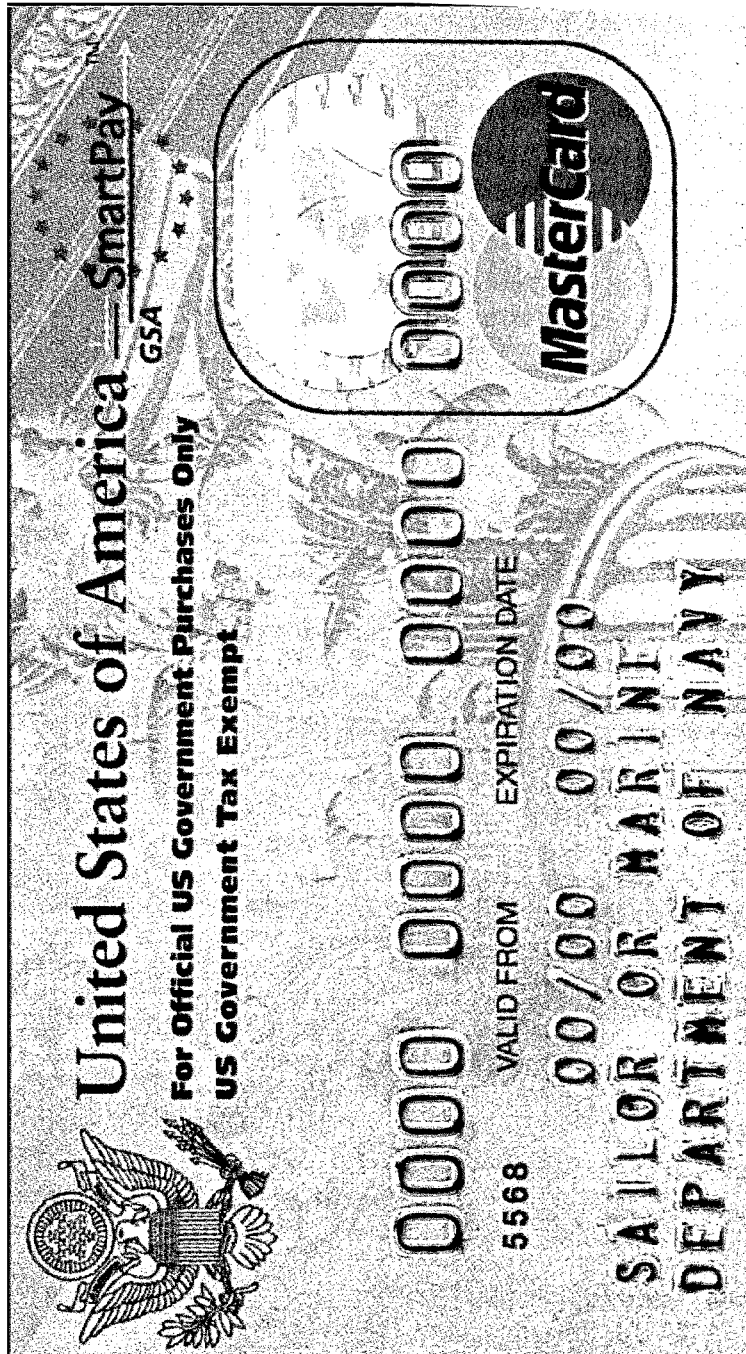 United States of America — SmartPay™
GSA
For Official US Government Purchases Only
US Government Tax Exempt
0000 0000 0000 0000
5568 VALID FROM EXPIRATION DATE
00/00 00/00
SAILOR OR MARINE
DEPARTMENT OF NAVY
MasterCard